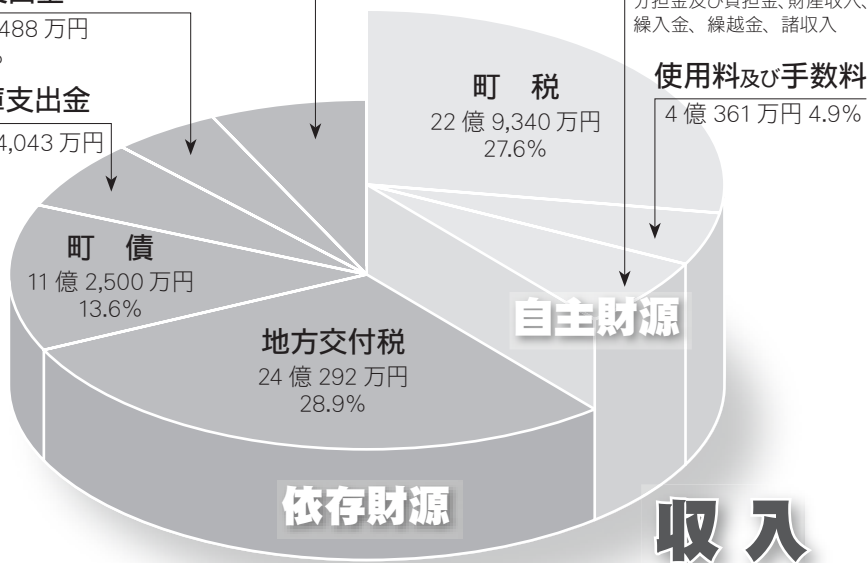 488 万円
分担金及び負担金、財産収入、
繰入金、繰越金、諸収入
使用料及び手数料
4 億 361 万円 4.9%
町 税
22 億 9,340 万円
27.6%
支出金
4,043 万円
町 債
11 億 2,500 万円
13.6%
地方交付税
24 億 292 万円
28.9%
自主財源
依存財源
収入